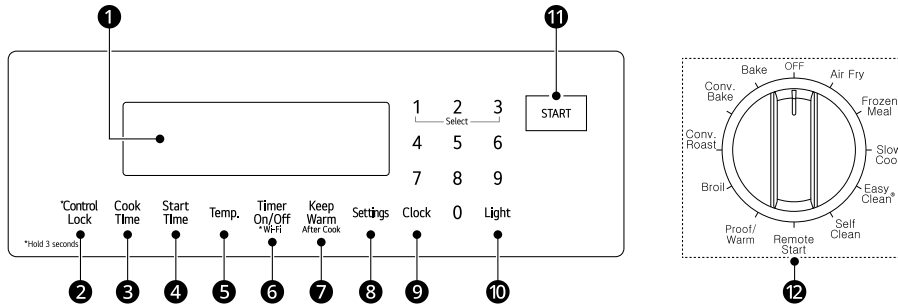 1
11
1 2 3
Select
START
4 5 6
7 8 9
*Control
Lock
Cook
TIme
Start
TIme
Temp.
Timer
On/Off
*Wi-Fi
Keep
Warm
After Cook
Settings
Clock
0
Light
*Hold 3 seconds
2 3 4 5 6 7 8 9 10
OFF
Bake
Air Fry
Conv.
Bake
Frozen
Meal
Conv.
Roast
Slow
Broil
Easy
Clean®
Proof/
Warm
Self
Clean
Remote
Start
12